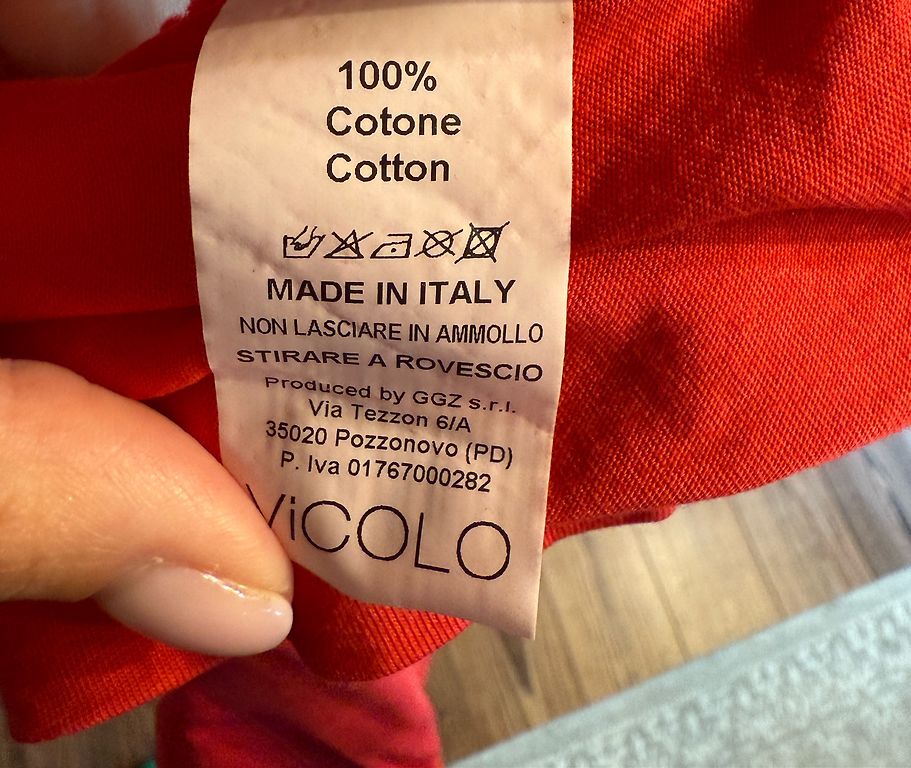 100%
Cotone
Cotton
MADE IN ITALY
NON LASCIARE IN AMMOLLO
STIRARE A ROVESCIO
Produced by GGZ s.r.l.
Via Tezzon 6/A
35020 Pozzonovo (PD)
P. Iva 01767000282
ViCOLO